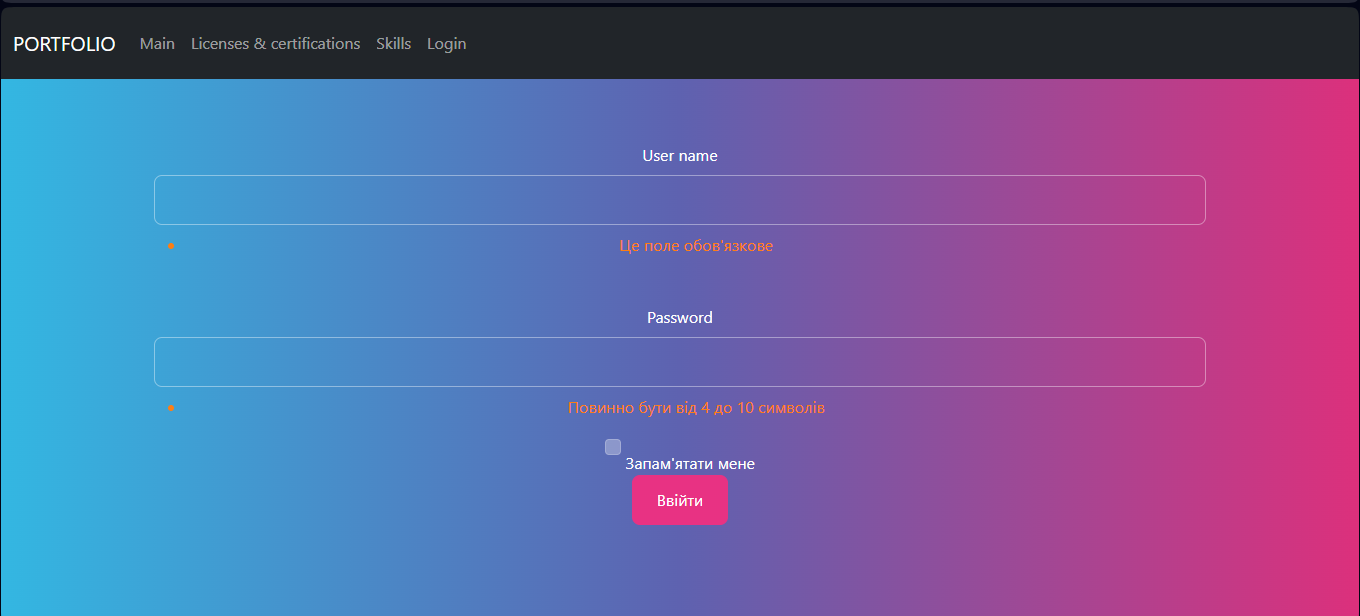 PORTFOLIO Main Licenses & certifications Skills Login
User name
Це поле обов'язкове
Password
Повинно бути від 4 до 10 символів
Запам'ятати мене
Ввійти